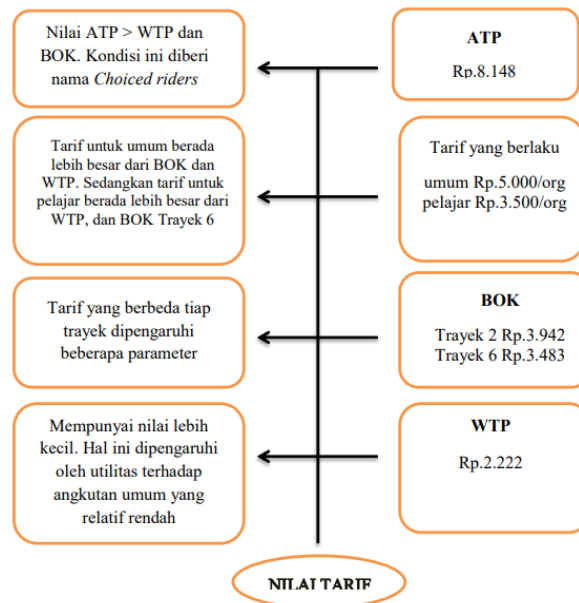 Nilai ATP > WTP dan
BOK. Kondisi ini diberi
nama Choiced riders
ATP
Rp.8.148
Tarif untuk umum berada
lebih besar dari BOK dan
WTP. Sedangkan tarif untuk
pelajar berada lebih besar dari
WTP, dan BOK Trayek 6
Tarif yang berlaku
umum Rp.5.000/org
pelajar Rp.3.500/org
Tarif yang berbeda tiap
trayek dipengaruhi
beberapa parameter
BOK
Trayek 2 Rp.3.942
Trayek 6 Rp.3.483
Mempunyai nilai lebih
kecil. Hal ini dipengaruhi
oleh utilitas terhadap
angkutan umum yang
relatif rendah
WTP
Rp.2.222
NILAI TARIF